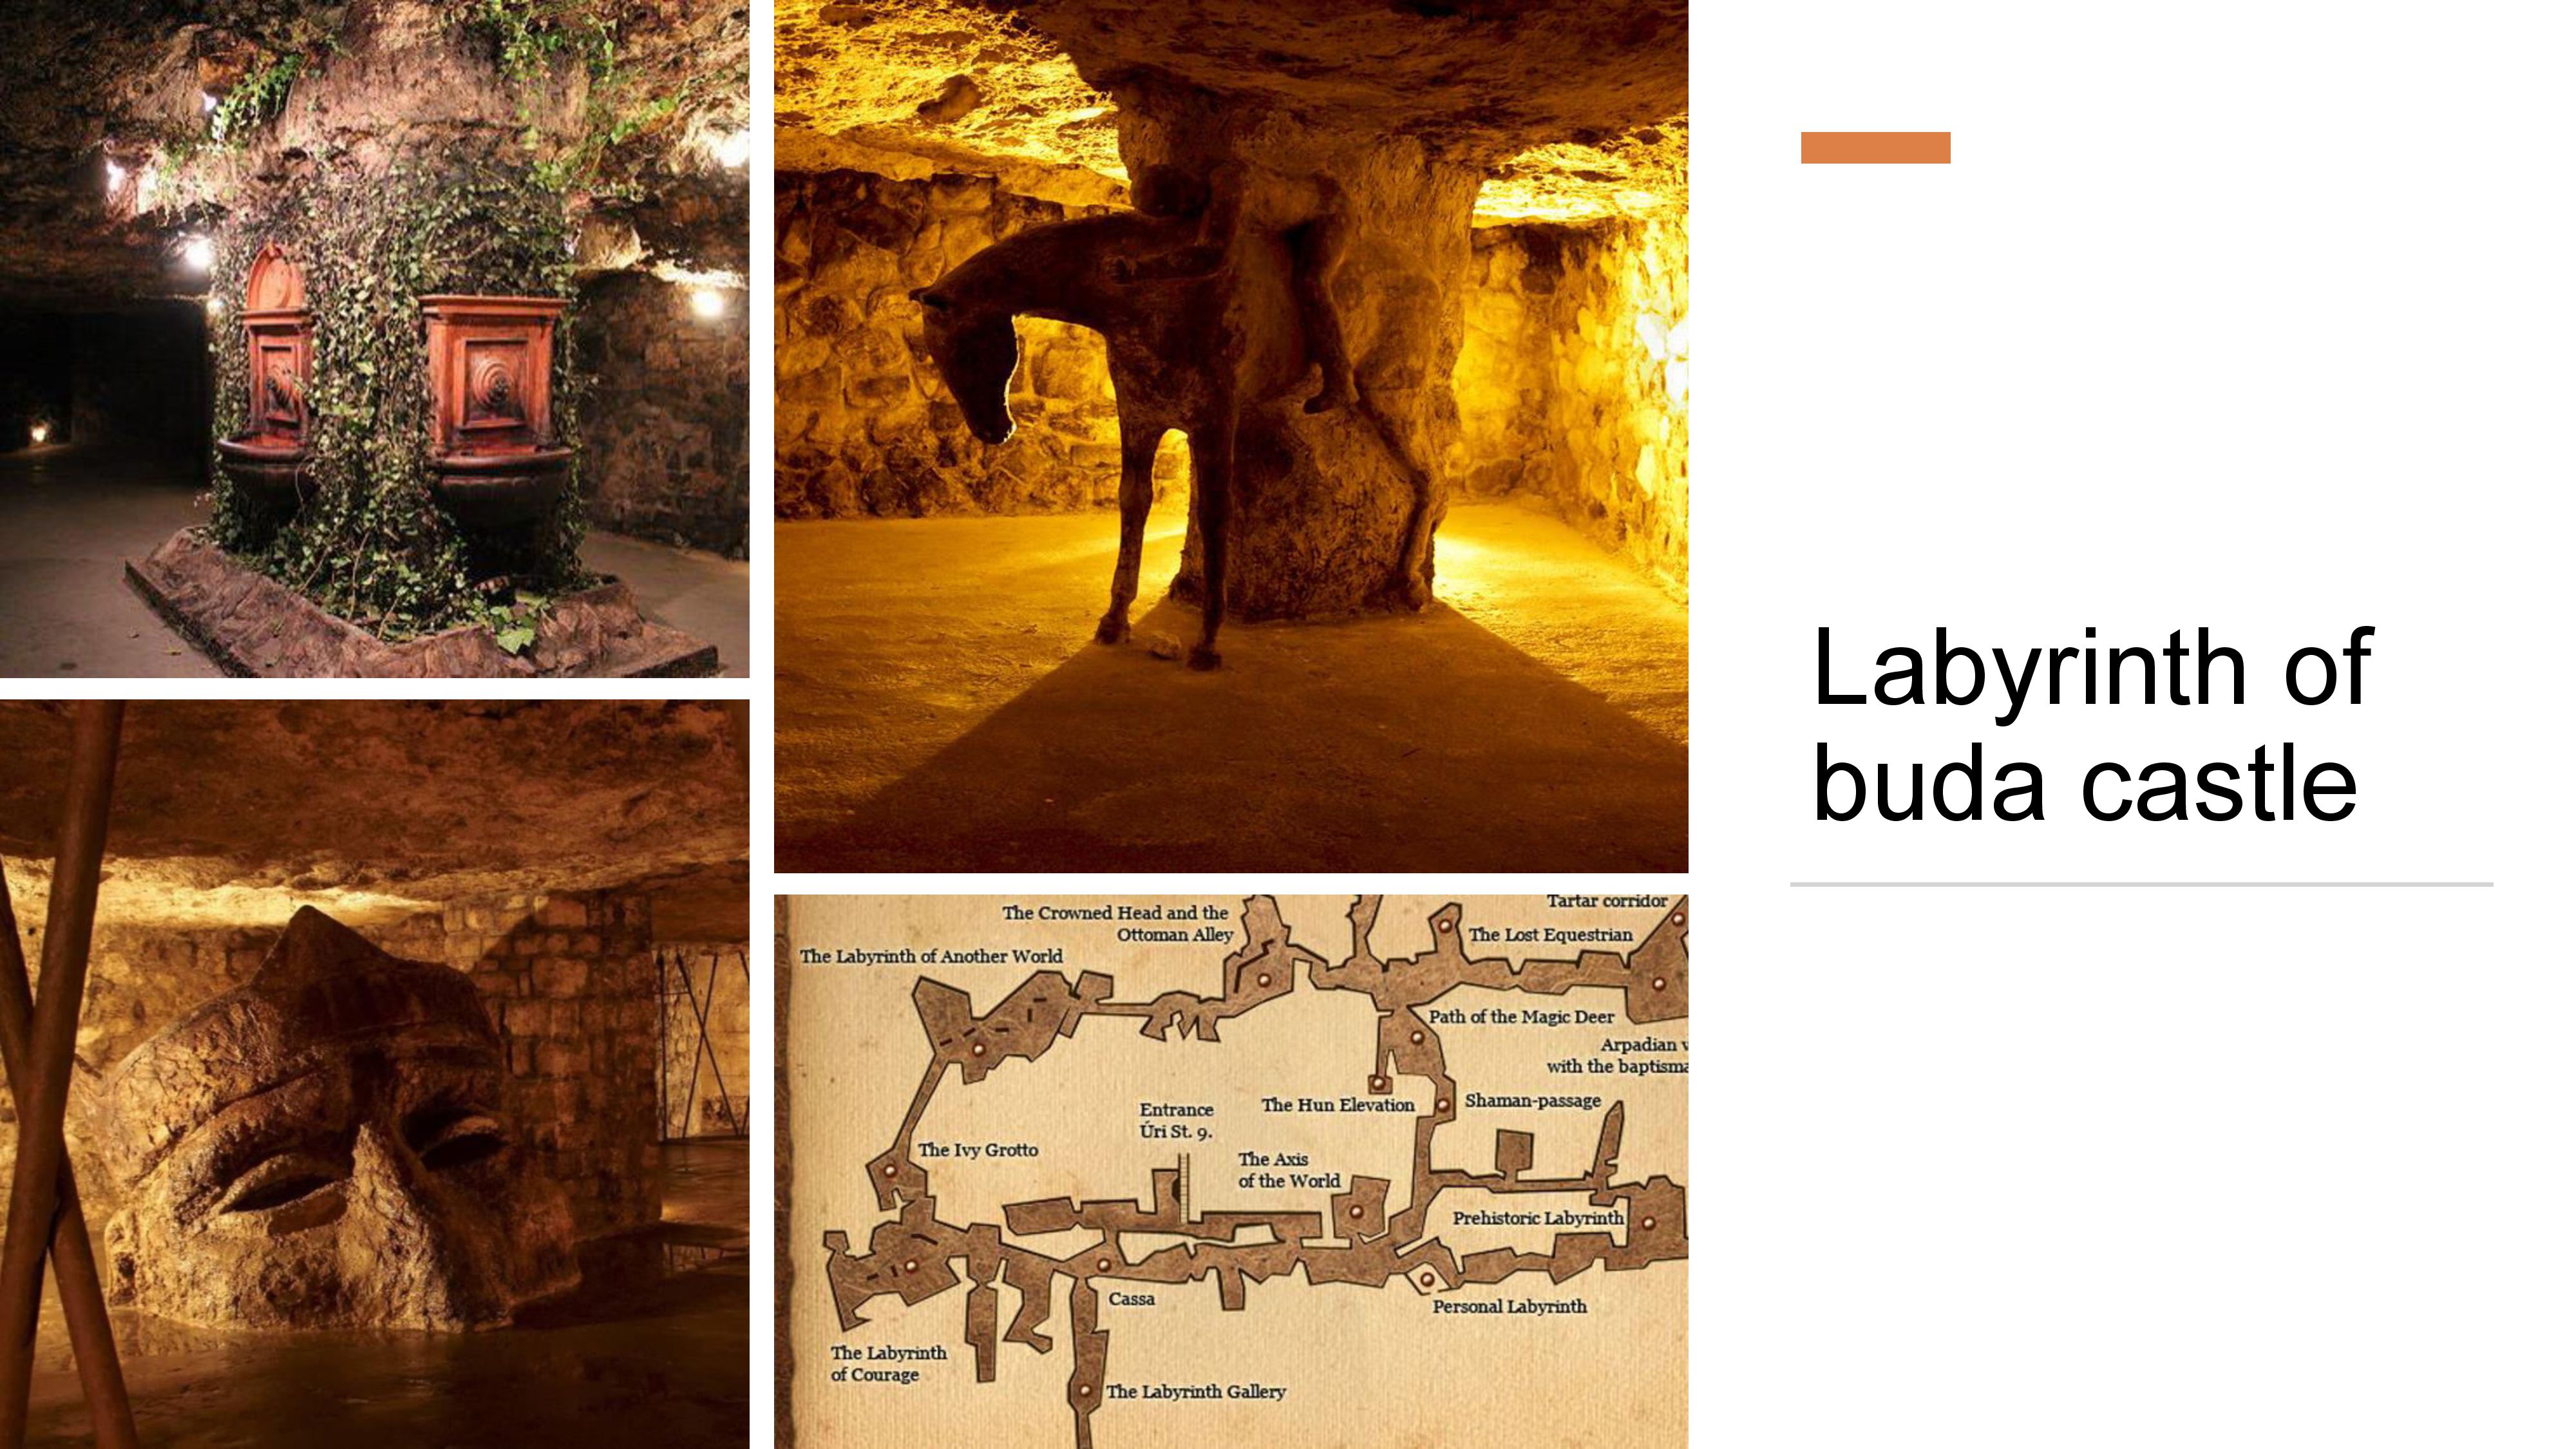 Labyrinth of
buda castle
Tartar corridor
The Crowned Head and the
Ottoman Alley
The Lost Equestrian
The Labyrinth of Another World
Path of the Magic Deer
Arpadian
with the
The Hun Elevation
Shaman-passage
Entrance
Úri St. 9.
The Ivy Grotto
The Axis
of the World
Prehistoric Labyrinth
Cassa
Personal Labyrinth
The Labyrinth
of Courage
The Labyrinth Gallery